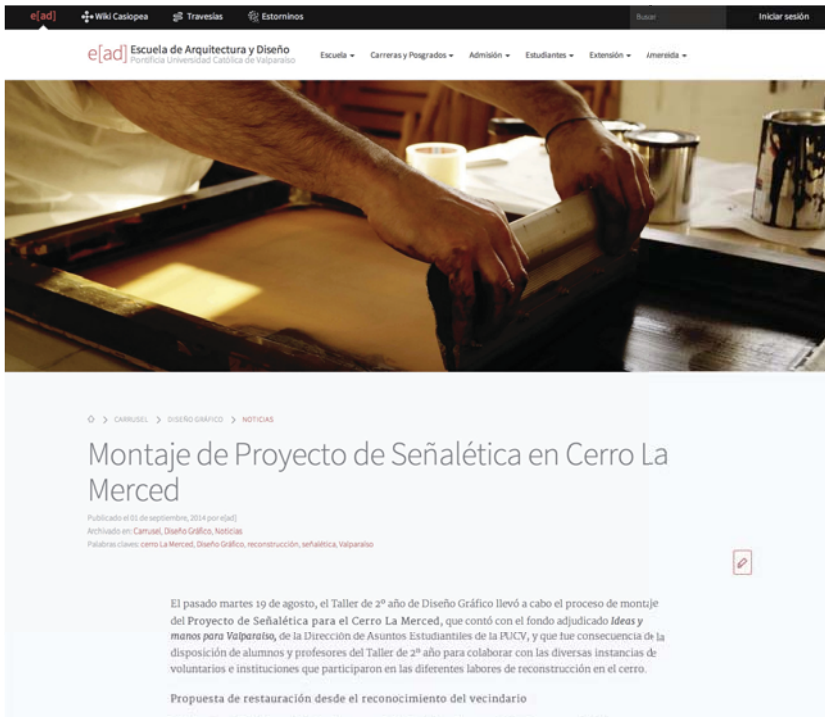 e[ad] Wiki Casiopea Travesías Estorninos Buscar Iniciar sesión
e[ad] Escuela de Arquitectura y Diseño
Pontificia Universidad Católica de Valparaíso
Escuela Carreras y Posgrados Admisión Estudiantes Extensión Amereida
CARRUSEL > DISEÑO GRÁFICO > NOTICIAS
Montaje de Proyecto de Señalética en Cerro La
Merced
Publicado el 01 de septiembre, 2014 por e[ad]
Archivado en: Carrusel, Diseño Gráfico, Noticias
Palabras claves: cerro La Merced, Diseño Gráfico, reconstrucción, señalética, Valparaíso
El pasado martes 19 de agosto, el Taller de 2º año de Diseño Gráfico llevó a cabo el proceso de montaje
del Proyecto de Señalética para el Cerro La Merced, que contó con el fondo adjudicado Ideas y
manos para Valparaíso, de la Dirección de Asuntos Estudiantiles de la PUCV, y que fue consecuencia de la
disposición de alumnos y profesores del Taller de 2º año para colaborar con las diversas instancias de
voluntarios e instituciones que participaron en las diferentes labores de reconstrucción en el cerro.
Propuesta de restauración desde el reconocimiento del vecindario